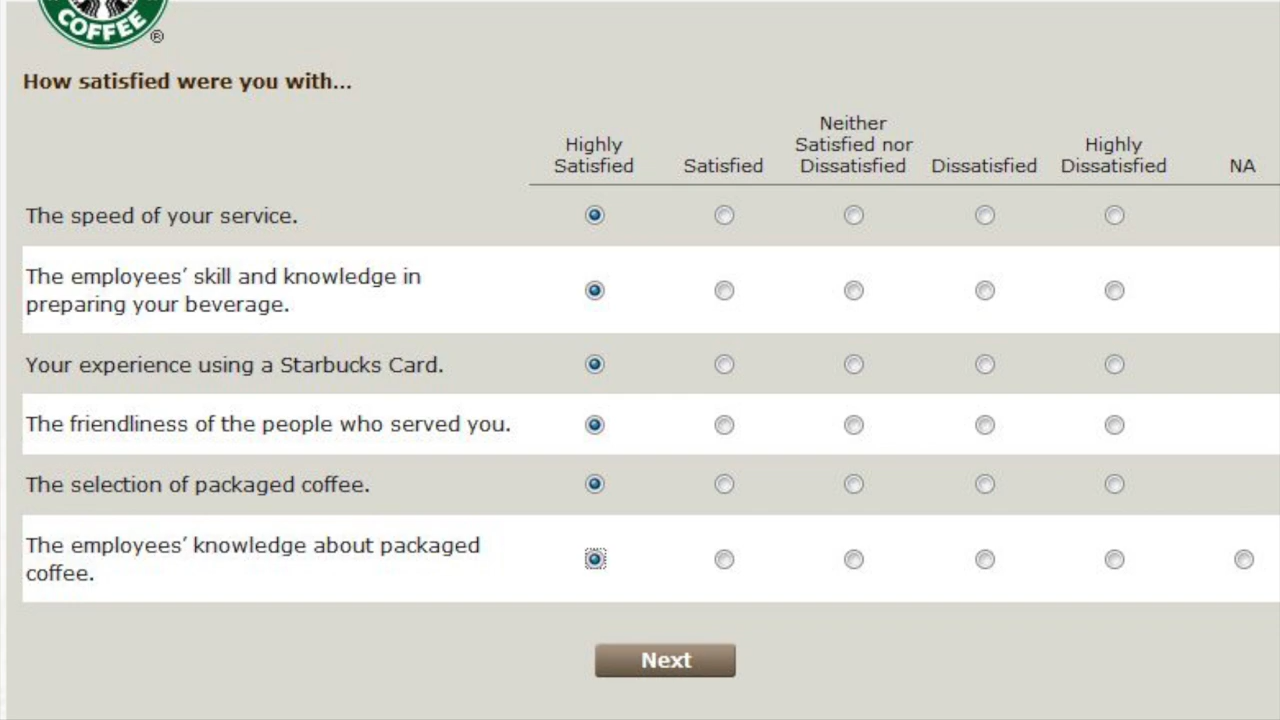 COFFEE®
How satisfied were you with...
Highly Satisfied
Satisfied
Neither Satisfied nor Dissatisfied
Dissatisfied
Highly Dissatisfied
NA
The speed of your service.
The employees’ skill and knowledge in
preparing your beverage.
Your experience using a Starbucks Card.
The friendliness of the people who served you.
The selection of packaged coffee.
The employees’ knowledge about packaged
coffee.
Next